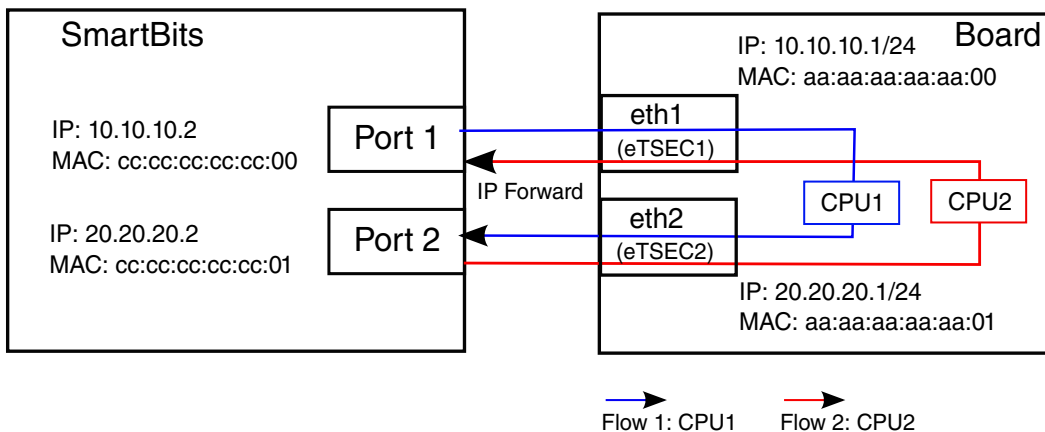 SmartBits
Board
IP: 10.10.10.1/24
MAC: aa:aa:aa:aa:aa:00
IP: 10.10.10.2
MAC: cc:cc:cc:cc:cc:00
Port 1
eth1
(eTSEC1)
IP Forward
CPU1
CPU2
IP: 20.20.20.2
MAC: cc:cc:cc:cc:cc:01
Port 2
eth2
(eTSEC2)
IP: 20.20.20.1/24
MAC: aa:aa:aa:aa:aa:01
Flow 1: CPU1
Flow 2: CPU2